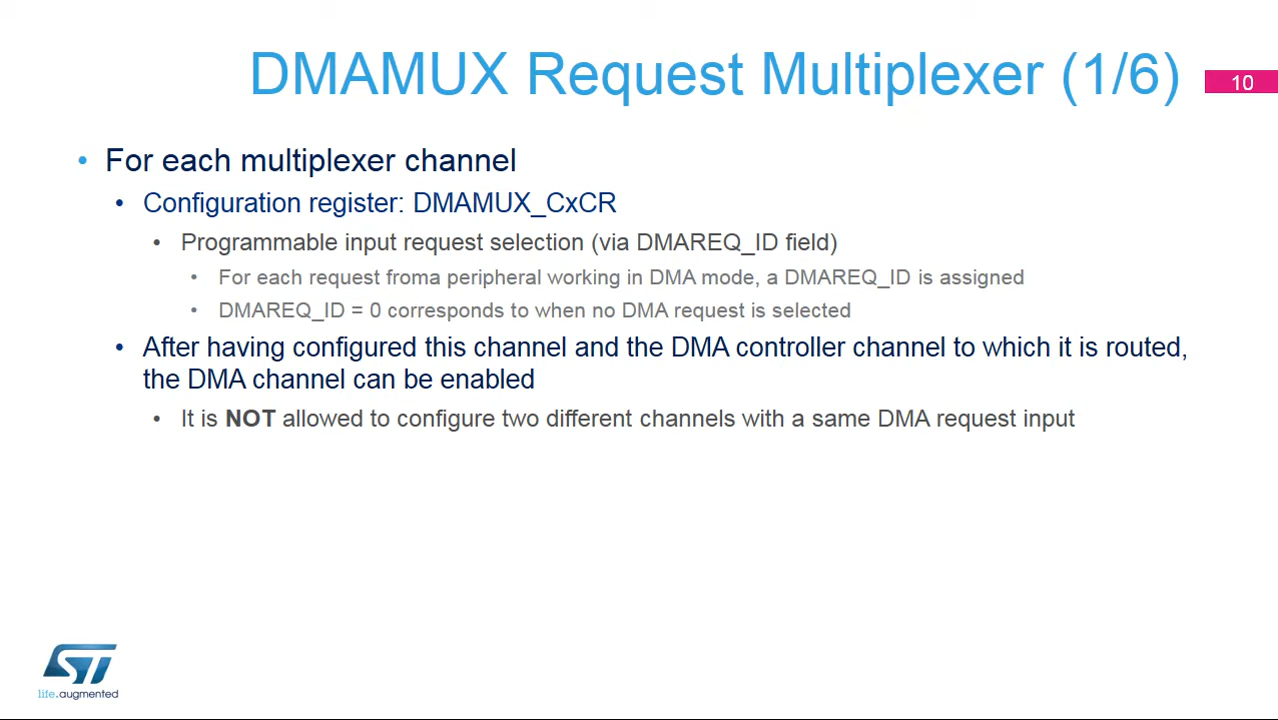 DMAMUX Request Multiplexer (1/6)
10
• For each multiplexer channel
• Configuration register: DMAMUX_CxCR
• Programmable input request selection (via DMAREQ_ID field)
• For each request froma peripheral working in DMA mode, a DMAREQ_ID is assigned
• DMAREQ_ID = 0 corresponds to when no DMA request is selected
• After having configured this channel and the DMA controller channel to which it is routed,
the DMA channel can be enabled
• It is NOT allowed to configure two different channels with a same DMA request input
ST
life.augmented